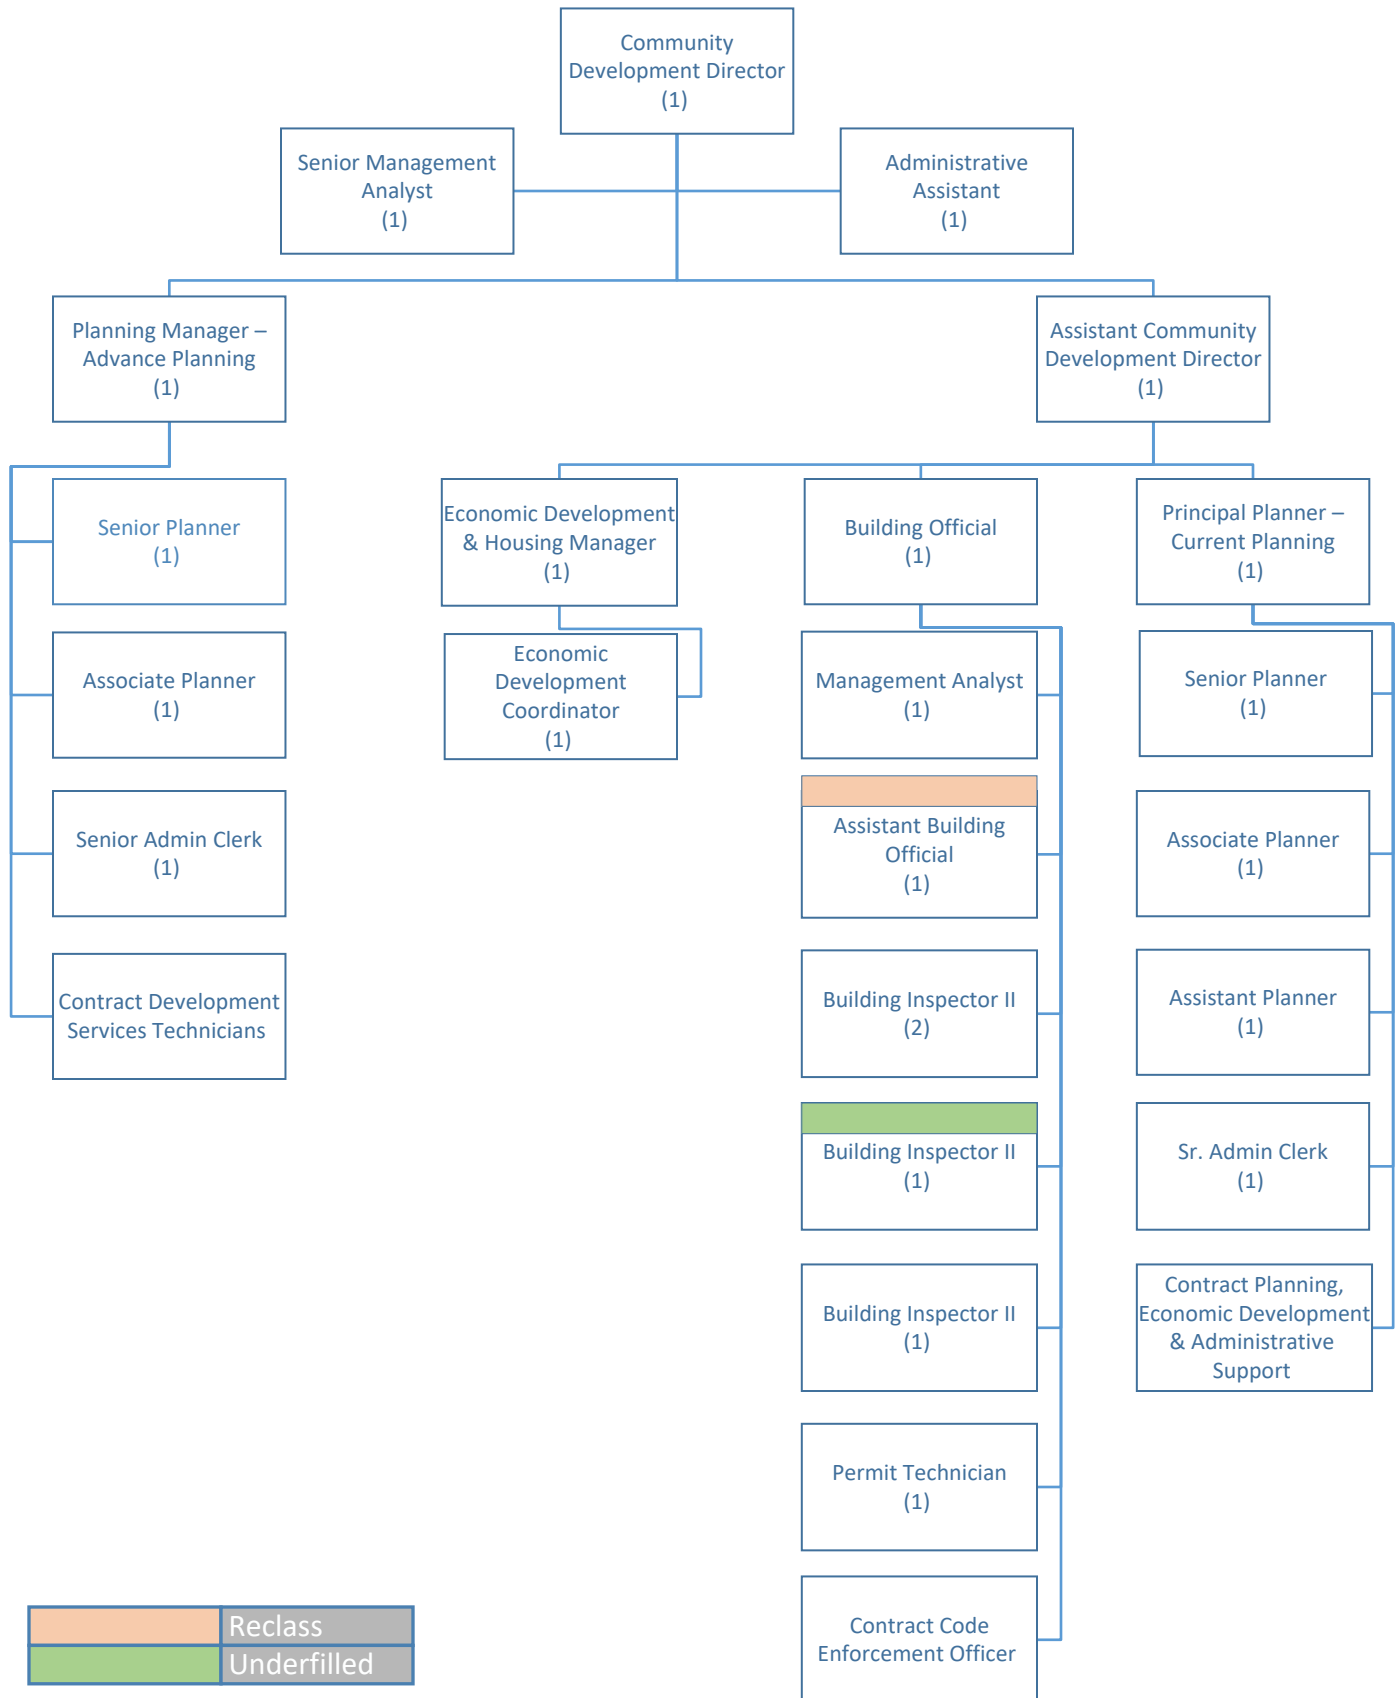 Community
Development Director
(1)
Senior Management
Analyst
(1)
Administrative
Assistant
(1)
Planning Manager –
Advance Planning
(1)
Assistant Community
Development Director
(1)
Senior Planner
(1)
Associate Planner
(1)
Senior Admin Clerk
(1)
Contract Development
Services Technicians
Economic Development
& Housing Manager
(1)
Economic
Development
Coordinator
(1)
Building Official
(1)
Management Analyst
(1)
Assistant Building
Official
(1)
Building Inspector II
(2)
Building Inspector II
(1)
Building Inspector II
(1)
Permit Technician
(1)
Contract Code
Enforcement Officer
Principal Planner –
Current Planning
(1)
Senior Planner
(1)
Associate Planner
(1)
Assistant Planner
(1)
Sr. Admin Clerk
(1)
Contract Planning,
Economic Development
& Administrative
Support
Reclass
Underfilled